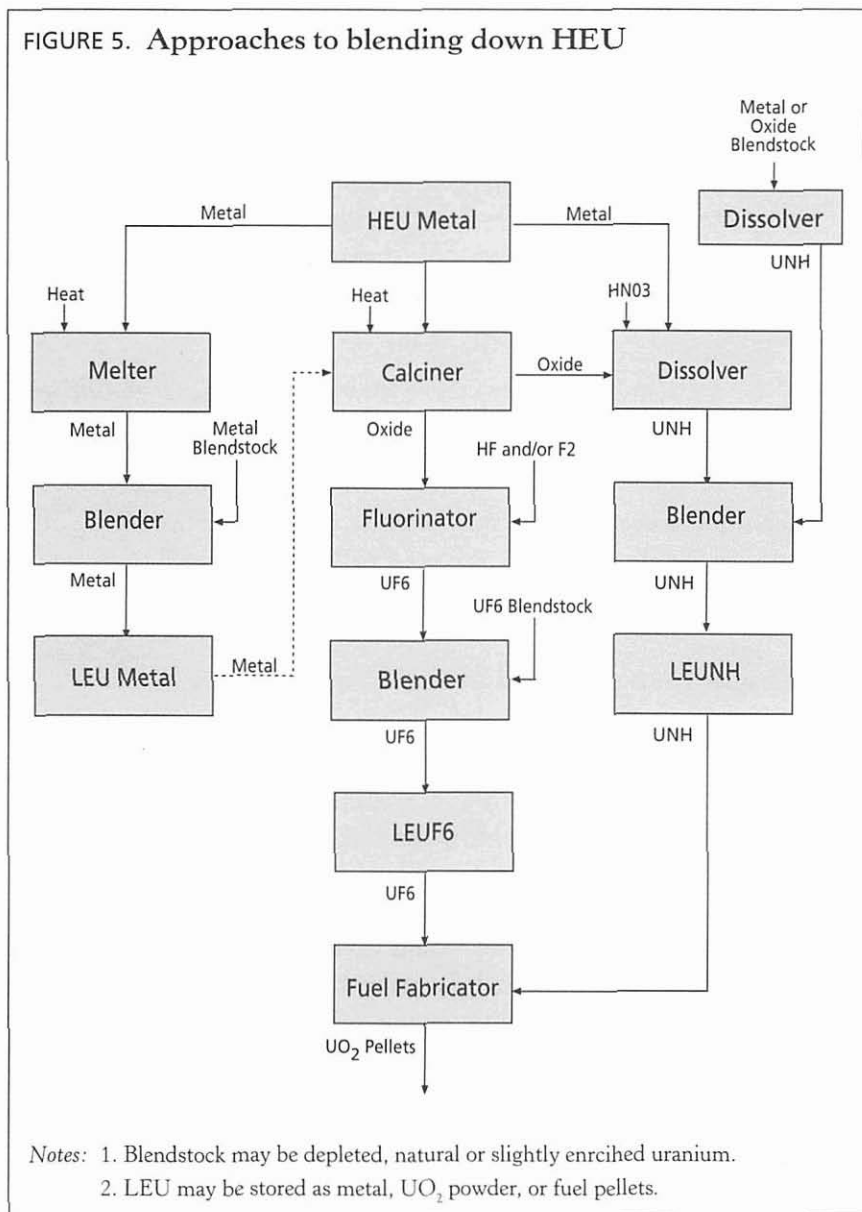 FIGURE 5. Approaches to blending down HEU
Metal or
Oxide
Blendstock
Dissolver
UNH
HEU Metal
Metal
Metal
Heat
Heat
HN03
Melter
Calciner
Oxide
Dissolver
Metal
Metal
Blendstock
Oxide
HF and/or F2
UNH
Blender
Fluorinator
Blender
Metal
UF6
UF6 Blendstock
UNH
LEU Metal
Metal
Blender
LEUNH
UF6
UNH
LEUF6
UF6
Fuel Fabricator
UO2 Pellets
Notes: 1. Blendstock may be depleted, natural or slightly enrcihed uranium.
2. LEU may be stored as metal, UO2 powder, or fuel pellets.